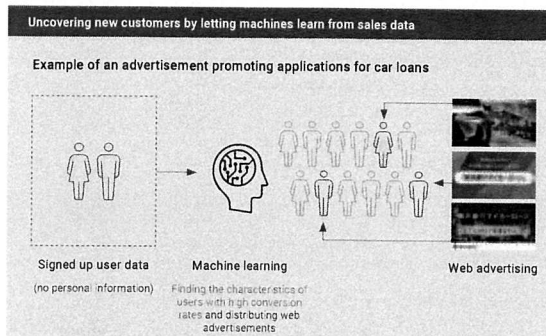 Uncovering new customers by letting machines learn from sales data
Example of an advertisement promoting applications for car loans
Signed up user data
(no personal information)
Machine learning
Finding the characteristics of
users with high conversion
rates and distributing web
advertisements
Web advertising